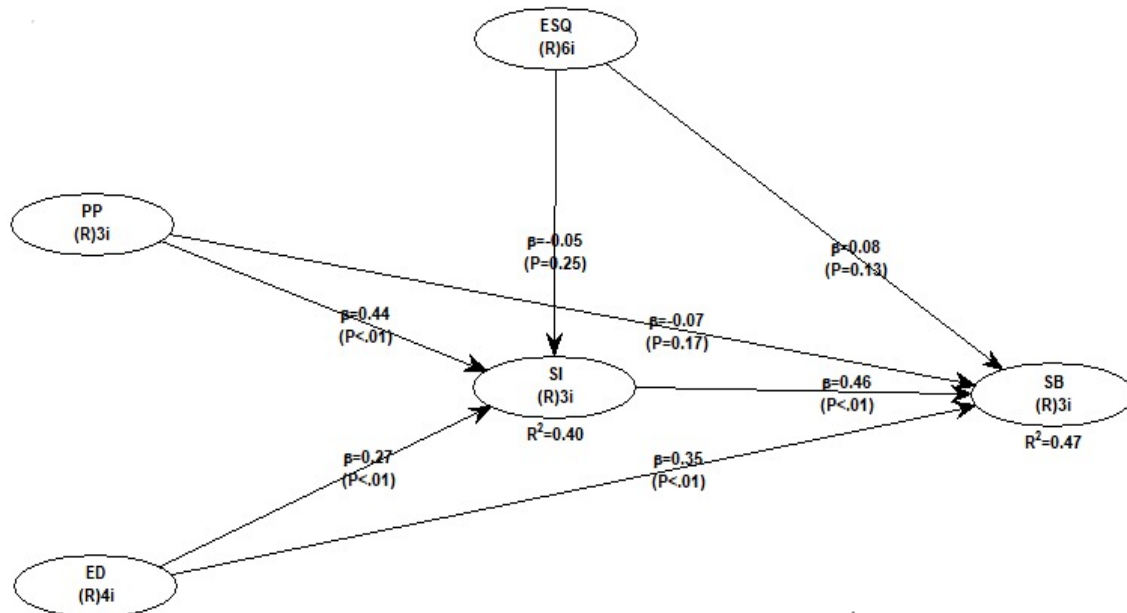 ESQ
(R)6i
PP
(R)3i
β=-0.05
(P=0.25)
β=0.08
(P=0.13)
β=0.44
(P<.01)
β=-0.07
(P=0.17)
SI
(R)3i
R²=0.40
β=0.46
(P<.01)
SB
(R)3i
R²=0.47
β=0.27
(P<.01)
β=0.35
(P<.01)
ED
(R)4i